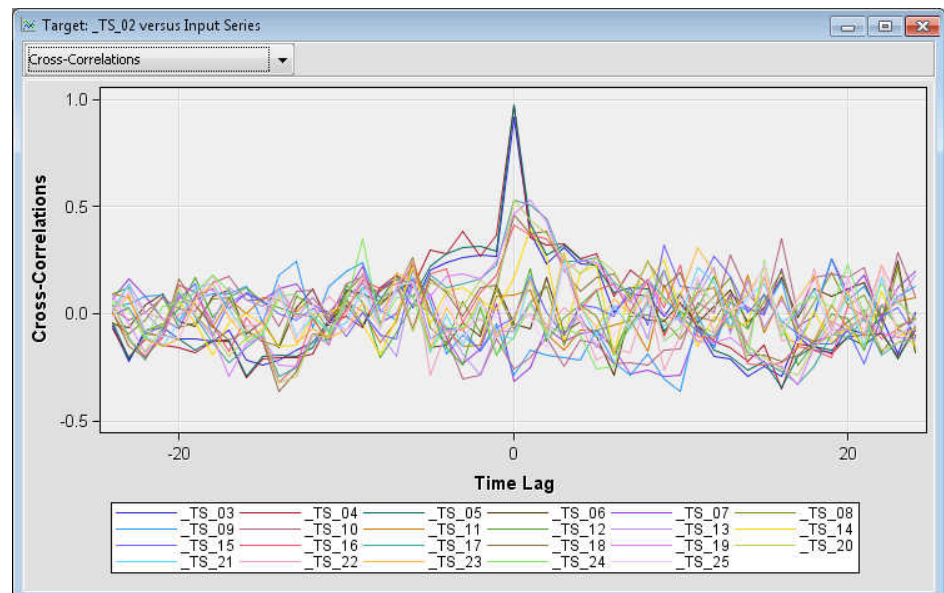 Target: _TS_02 versus Input Series
Cross-Correlations
1.0
0.5
0.0
-0.5
Cross-Correlations
-20 0 20
Time Lag
_TS_03 _TS_04 _TS_05 _TS_06 _TS_07 _TS_08
_TS_09 _TS_10 _TS_11 _TS_12 _TS_13 _TS_14
_TS_15 _TS_16 _TS_17 _TS_18 _TS_19 _TS_20
_TS_21 _TS_22 _TS_23 _TS_24 _TS_25